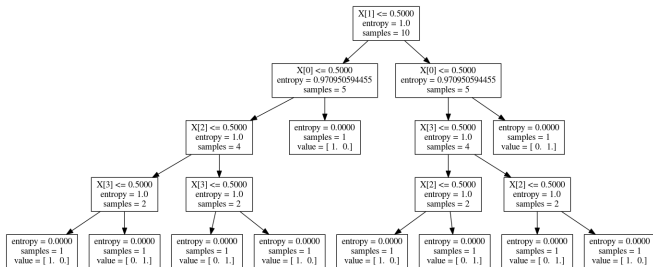 X[1] <= 0.5000
entropy = 1.0
samples = 10
X[0] <= 0.5000
entropy = 0.970950594455
samples = 5
X[0] <= 0.5000
entropy = 0.970950594455
samples = 5
X[2] <= 0.5000
entropy = 1.0
samples = 4
entropy = 0.0000
samples = 1
value = [ 1. 0.]
X[3] <= 0.5000
entropy = 1.0
samples = 4
entropy = 0.0000
samples = 1
value = [ 0. 1.]
X[3] <= 0.5000
entropy = 1.0
samples = 2
X[3] <= 0.5000
entropy = 1.0
samples = 2
X[2] <= 0.5000
entropy = 1.0
samples = 2
X[2] <= 0.5000
entropy = 1.0
samples = 2
entropy = 0.0000
samples = 1
value = [ 1. 0.]
entropy = 0.0000
samples = 1
value = [ 0. 1.]
entropy = 0.0000
samples = 1
value = [ 0. 1.]
entropy = 0.0000
samples = 1
value = [ 1. 0.]
entropy = 0.0000
samples = 1
value = [ 1. 0.]
entropy = 0.0000
samples = 1
value = [ 0. 1.]
entropy = 0.0000
samples = 1
value = [ 0. 1.]
entropy = 0.0000
samples = 1
value = [ 1. 0.]